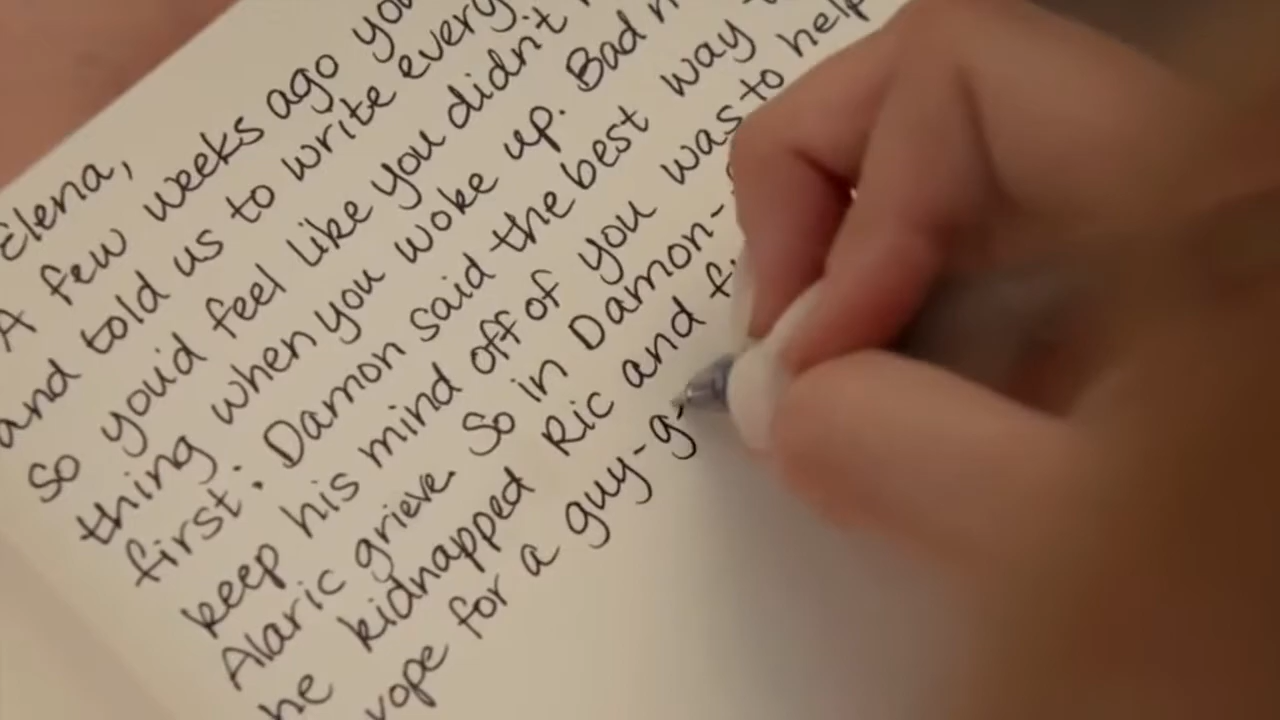 Elena,
A few weeks ago you
and told us to write every
so you'd feel like you didn't
thing when you woke up. Bad
first. Damon said the best way
keep his mind off of you was to help
Alaric grieve. So in Damon-
he kidnapped Ric and
for a guy-g